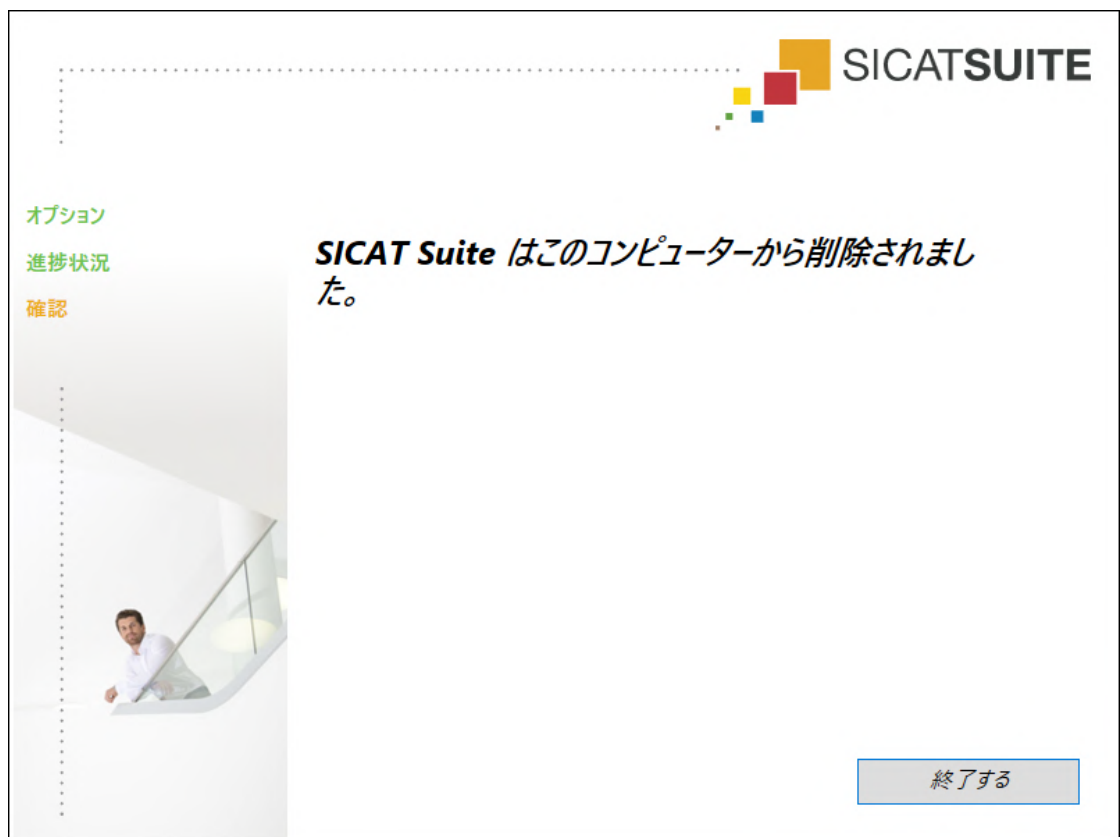 SICATSUITE
オプション
進捗状況
確認
SICAT Suite はこのコンピューターから削除されまし
た。
終了する